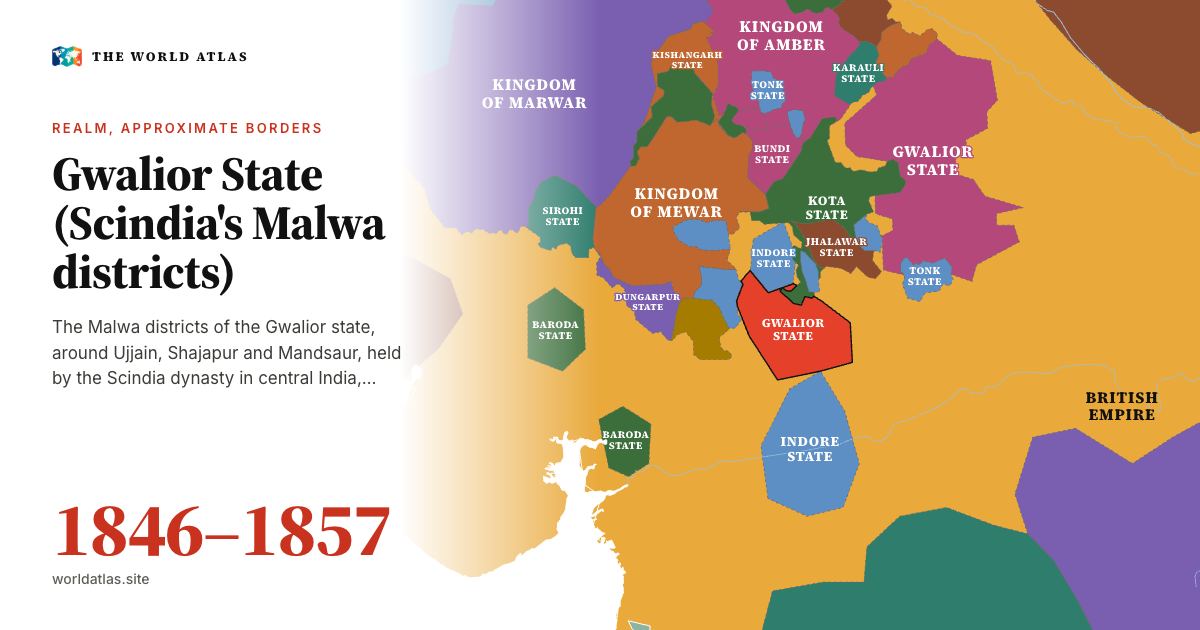 THE WORLD ATLAS
REALM, APPROXIMATE BORDERS
Gwalior State
(Scindia's Malwa
districts)
The Malwa districts of the Gwalior state,
around Ujjain, Shajapur and Mandsaur, held
by the Scindia dynasty in central India,...
1846–1857
worldatlas.site
KINGDOM
OF AMBER
KISHANGARH
STATE
KARAULI
STATE
KINGDOM
OF MARWAR
TONK
STATE
BUNDI
STATE
GWALIOR
STATE
KINGDOM
OF MEWAR
KOTA
STATE
SIROHI
STATE
JHALAWAR
STATE
INDORE
STATE
TONK
STATE
DUNGARPUR
STATE
BARODA
STATE
GWALIOR
STATE
BRITISH
EMPIRE
BARODA
STATE
INDORE
STATE